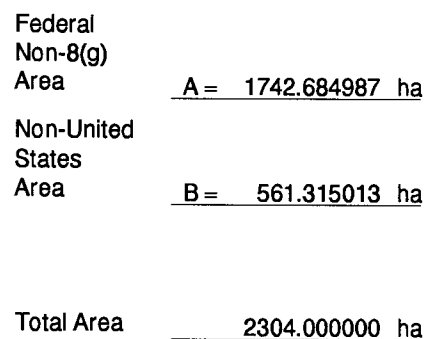 Federal
Non-8(g)
Area A = 1742.684987 ha
Non-United
States
Area B = 561.315013 ha
Total Area 2304.000000 ha